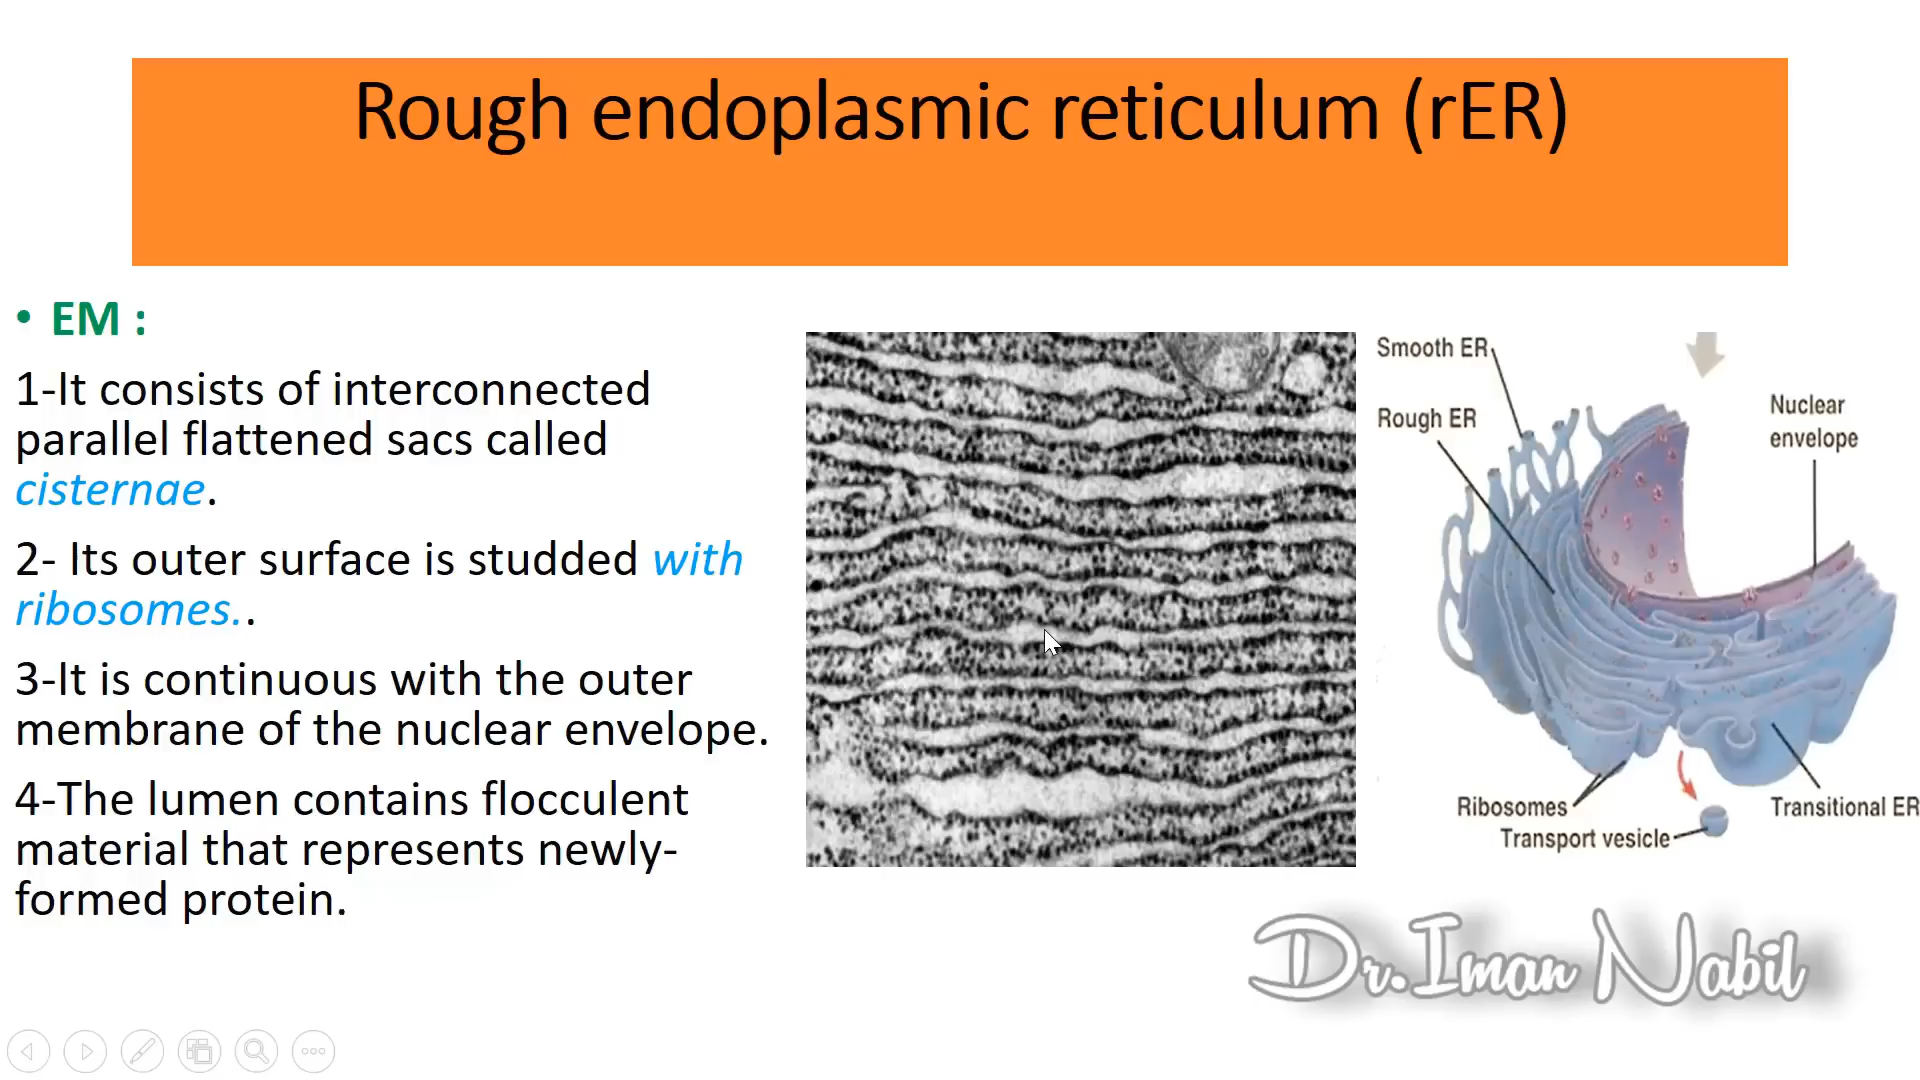 Rough endoplasmic reticulum (rER)
• EM :
1-It consists of interconnected
parallel flattened sacs called
cisternae.
2- Its outer surface is studded with
ribosomes..
3-It is continuous with the outer
membrane of the nuclear envelope.
4-The lumen contains flocculent
material that represents newly-
formed protein.
Smooth ER
Rough ER
Nuclear
envelope
Ribosomes
Transitional ER
Transport vesicle
Dr.Iman Nabil